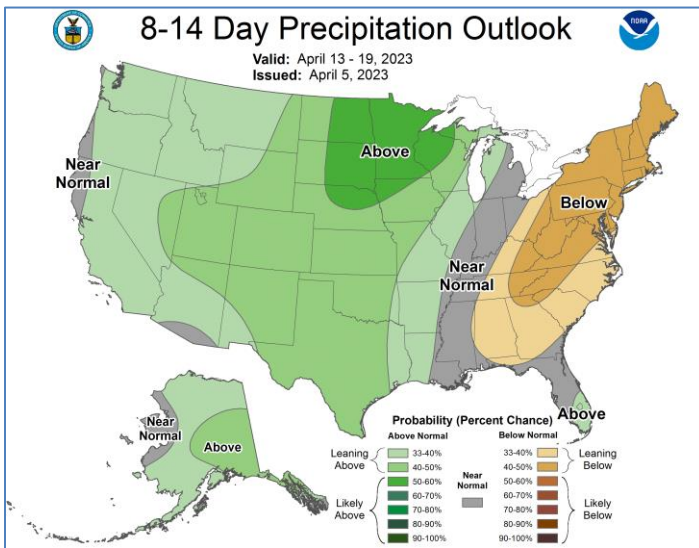 8-14 Day Precipitation Outlook
NOAA
Valid: April 13 - 19, 2023
Issued: April 5, 2023
Near
Normal
Above
Below
Near
Normal
Near
Normal
Above
Above
Probability (Percent Chance)
Above Normal
Below Normal
Leaning
Above
33-40%
40-50%
Likely
Above
50-60%
60-70%
70-80%
80-90%
90-100%
Near
Normal
33-40%
40-50%
Leaning
Below
50-60%
60-70%
70-80%
80-90%
90-100%
Likely
Below